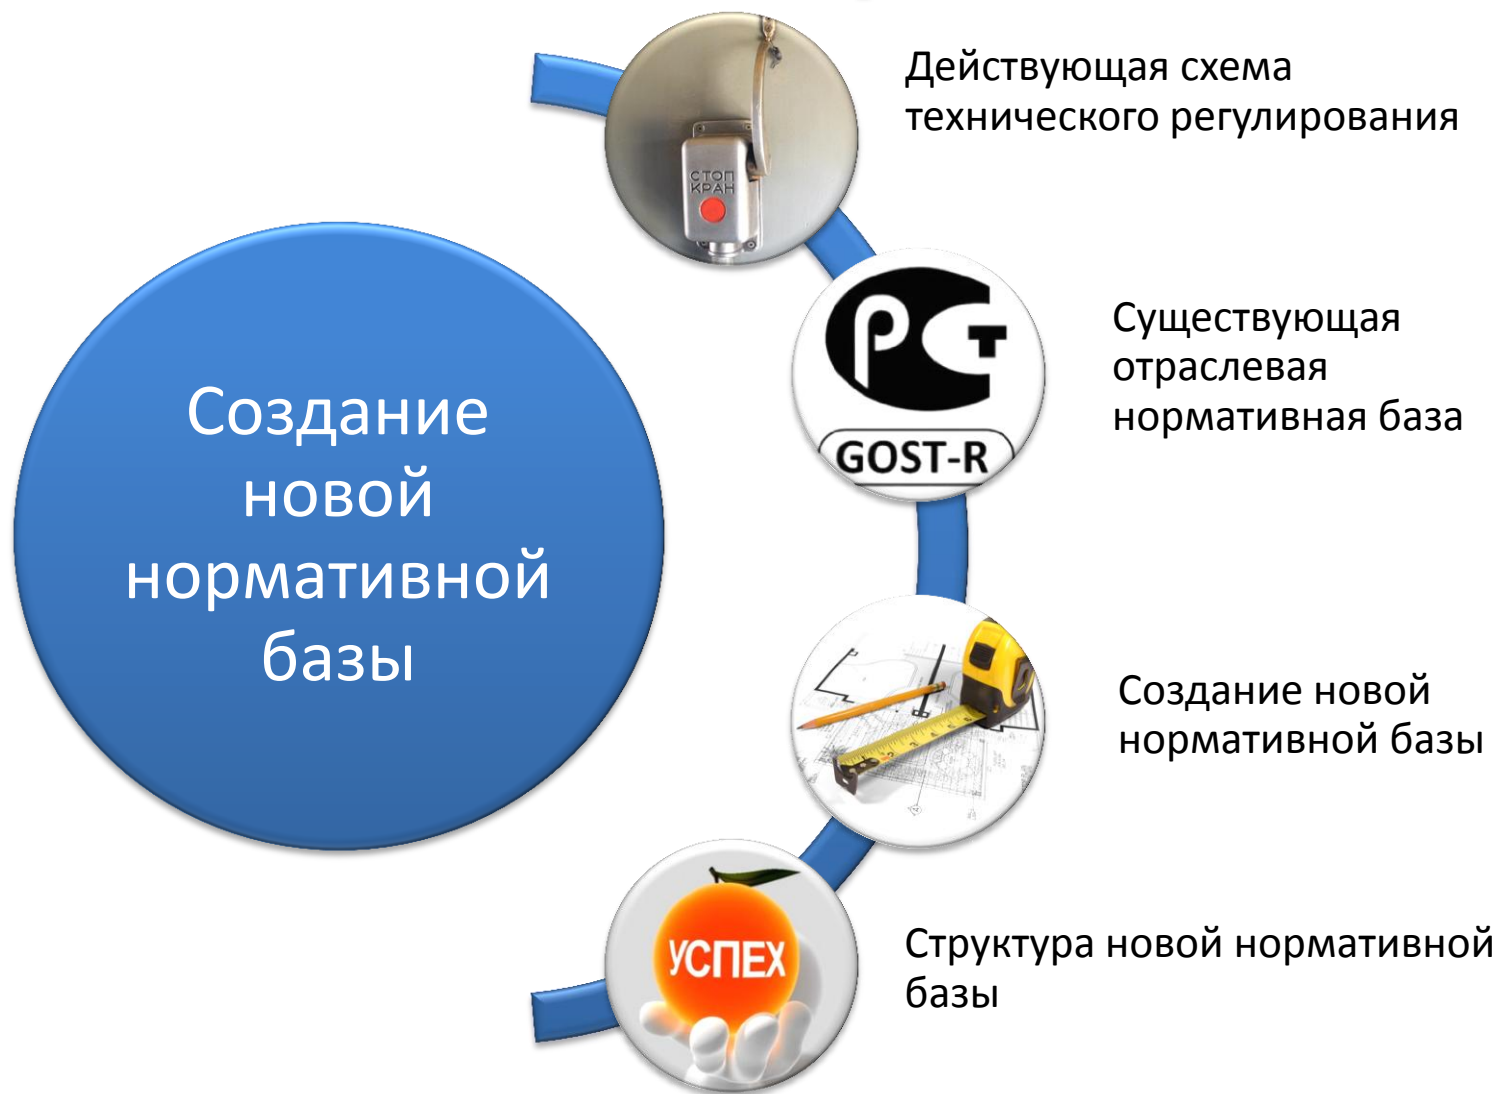 Создание
новой
нормативной
базы
Действующая схема
технического регулирования
СТОП
КРАН
Существующая
отраслевая
нормативная база
РСТ
GOST-R
Создание новой
нормативной базы
УСПЕХ
Структура новой нормативной
базы